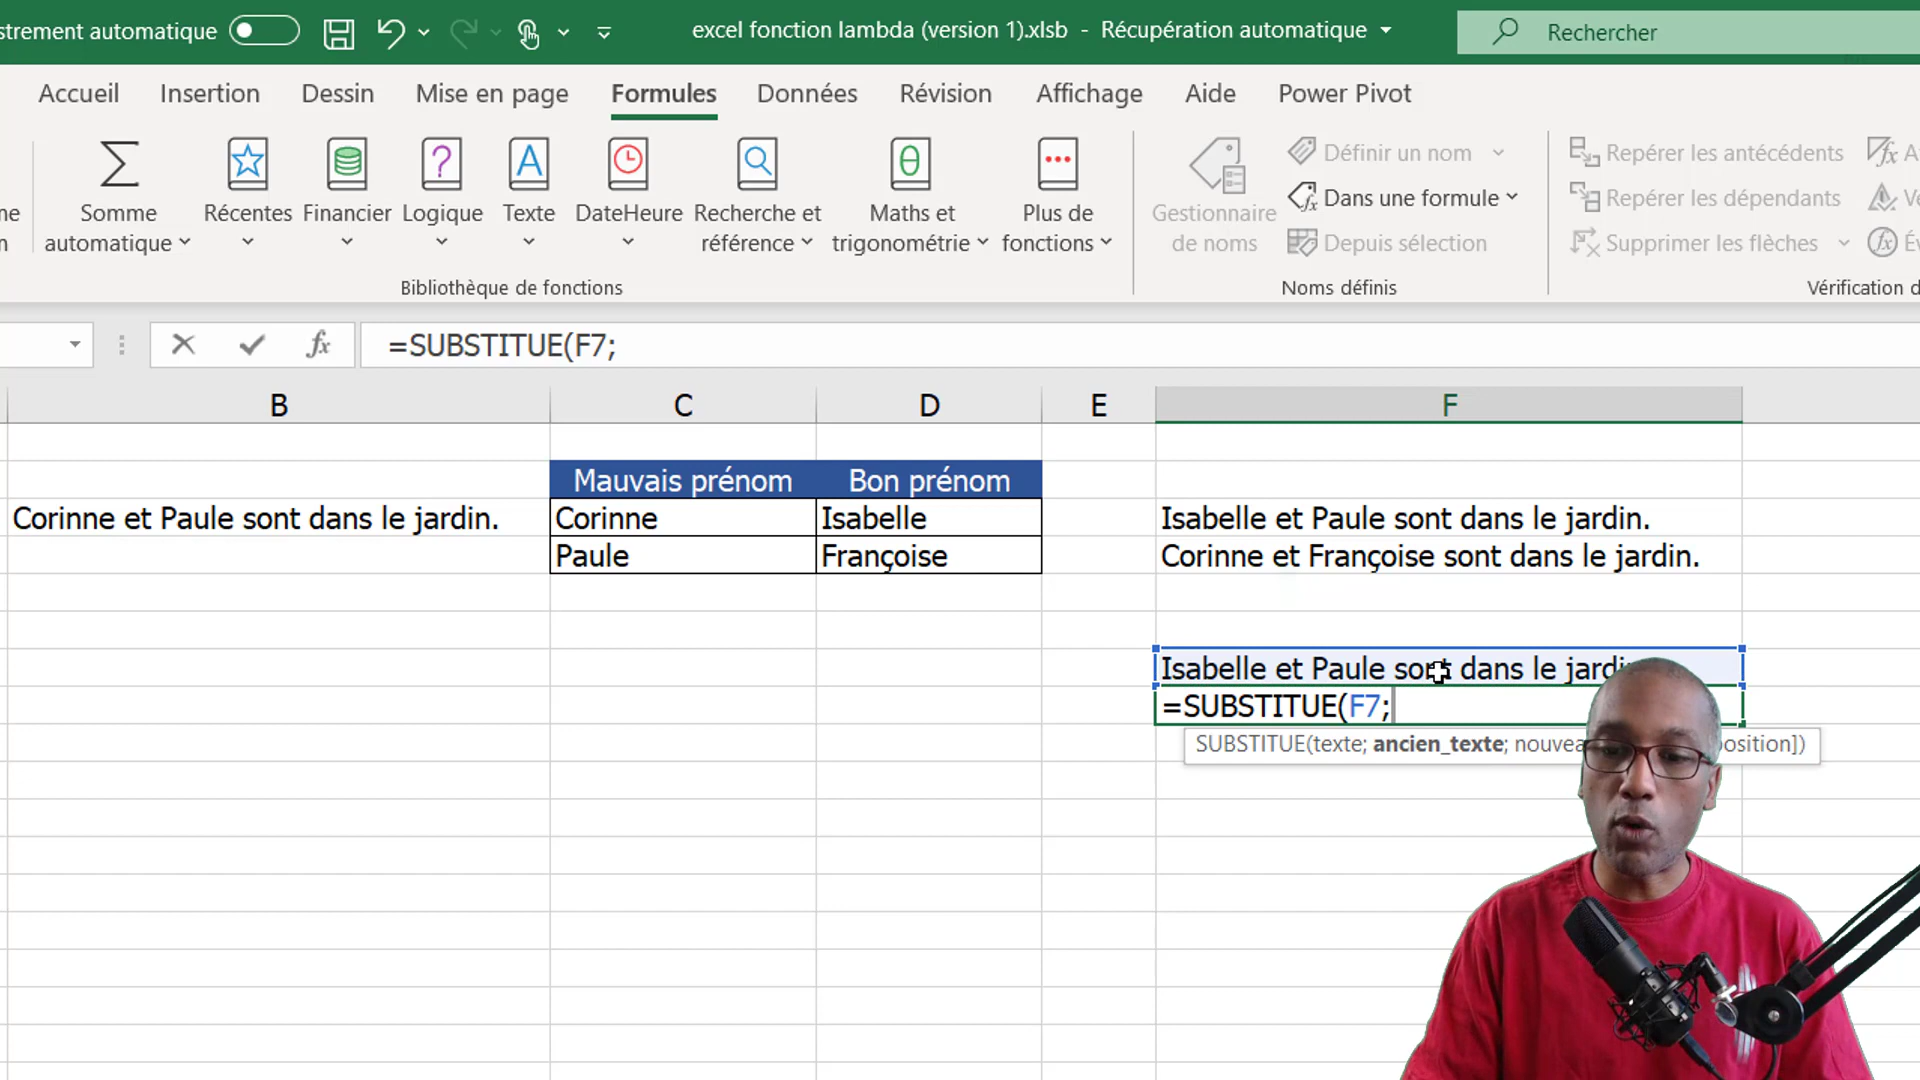 strement automatique
excel fonction lambda (version 1).xlsb - Récupération automatique
Rechercher
Accueil
Insertion
Dessin
Mise en page
Formules
Données
Révision
Affichage
Aide
Power Pivot
Somme
automatique
Récentes
Financier
Logique
Texte
DateHeure
Recherche et
référence
Maths et
trigonométrie
Plus de
fonctions
Bibliothèque de fonctions
Gestionnaire
de noms
Définir un nom
Dans une formule
Depuis sélection
Noms définis
Repérer les antécédents
Repérer les dépendants
Supprimer les flèches
Vérification d
=SUBSTITUE(F7;
B
C
D
E
F
Mauvais prénom
Bon prénom
Corinne et Paule sont dans le jardin.
Corinne
Isabelle
Isabelle et Paule sont dans le jardin.
Paule
Françoise
Corinne et Françoise sont dans le jardin.
Isabelle et Paule sont dans le jardi
=SUBSTITUE(F7;
SUBSTITUE(texte; ancien_texte; nouvea osition])